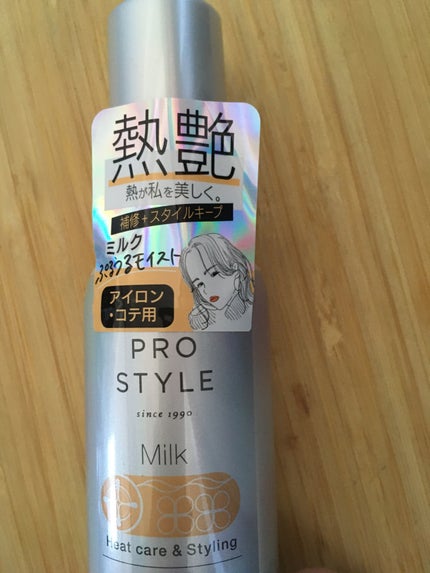 熱艶
熱が私を美しく。
補修+スタイルキープ
ミルク
ぷるつるモイスト
アイロン
・コテ用
PRO
STYLE
since 1990
Milk
Heat care & Styling